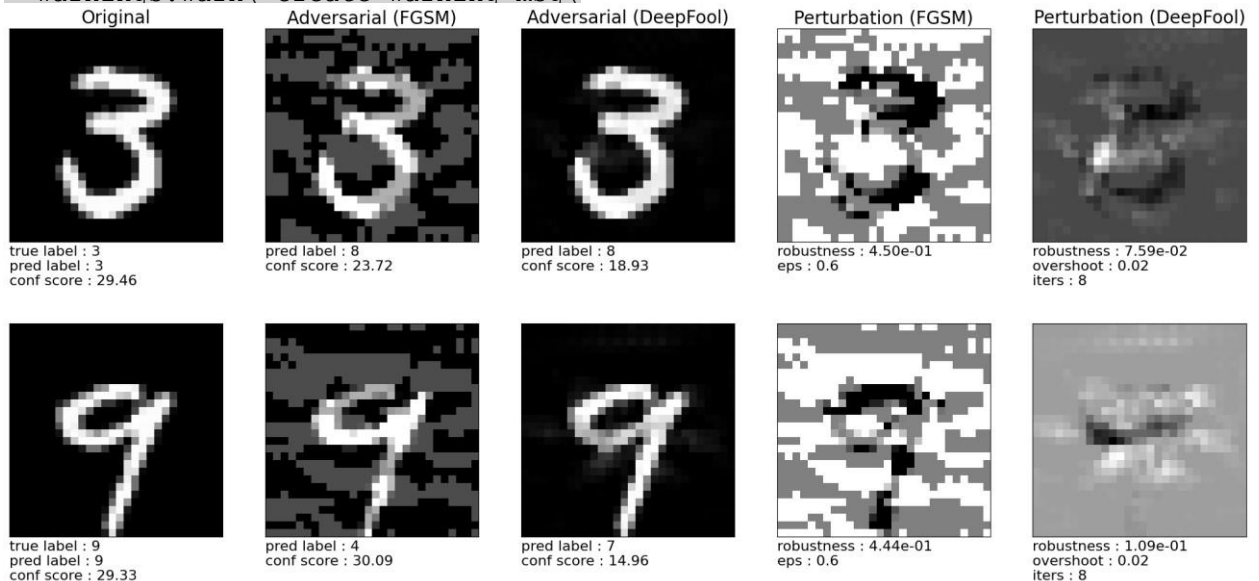 Original Adversarial (FGSM) Adversarial (DeepFool) Perturbation (FGSM) Perturbation (DeepFool)
true label : 3
pred label : 3
conf score : 29.46
pred label : 8
conf score : 23.72
pred label : 8
conf score : 18.93
robustness : 4.50e-01
eps : 0.6
robustness : 7.59e-02
overshoot : 0.02
iters : 8
true label : 9
pred label : 9
conf score : 29.33
pred label : 4
conf score : 30.09
pred label : 7
conf score : 14.96
robustness : 4.44e-01
eps : 0.6
robustness : 1.09e-01
overshoot : 0.02
iters : 8